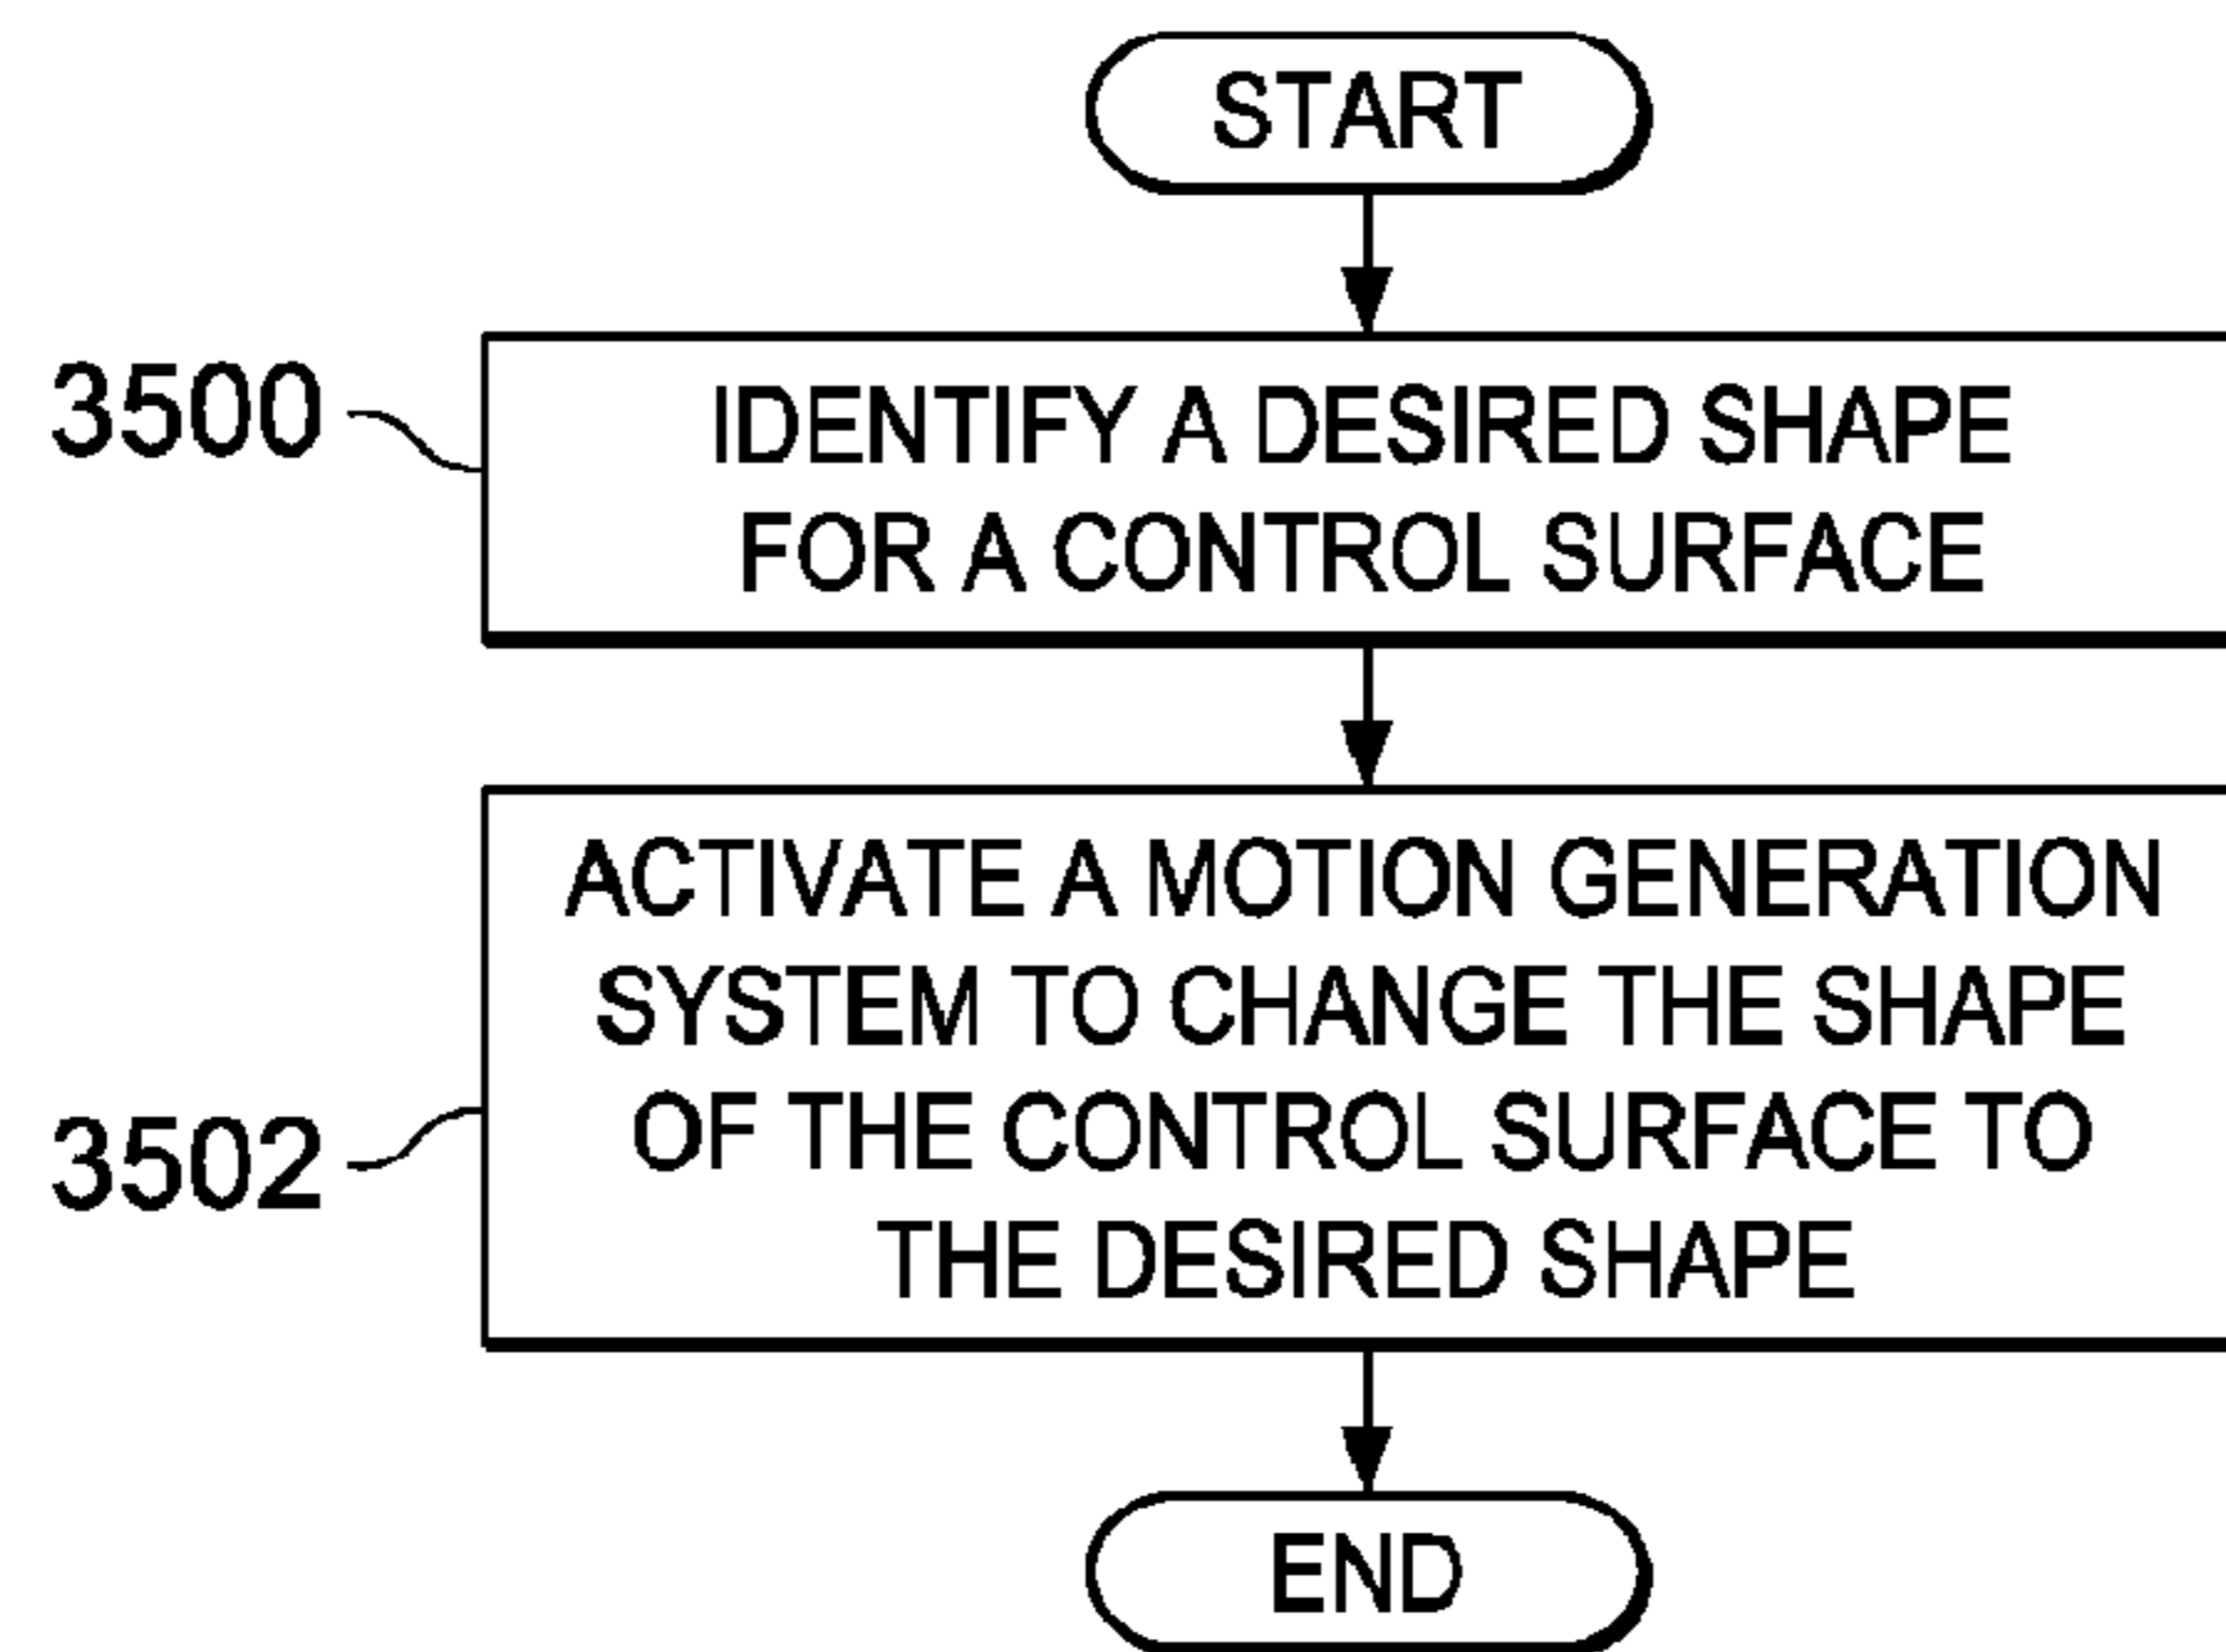 START
3500
IDENTIFY A DESIRED SHAPE
FOR A CONTROL SURFACE
ACTIVATE A MOTION GENERATION
SYSTEM TO CHANGE THE SHAPE
OF THE CONTROL SURFACE TO
3502
THE DESIRED SHAPE
END